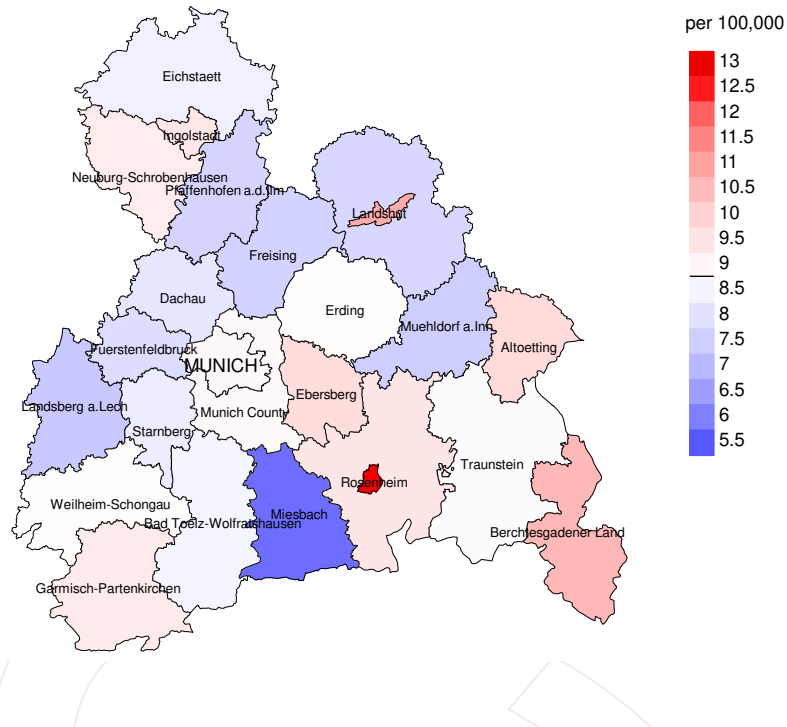 per 100,000
13
12.5
12
11.5
11
10.5
10
9.5
9
8.5
8
7.5
7
6.5
6
5.5
Eichstaett
Ingolstadt
Neuburg-Schrobenhausen
Pfaffenhofen a.d.Ilm
Landshut
Freising
Dachau
Erding
Muehldorf a.Inn
Altoetting
Fuerstenfeldbruck
MUNICH
Ebersberg
Landsberg a.Lech
Munich County
Starnberg
Traunstein
Rosenheim
Weilheim-Schongau
Bad Toelz-Wolfratshausen
Miesbach
Berchtesgadener Land
Garmisch-Partenkirchen